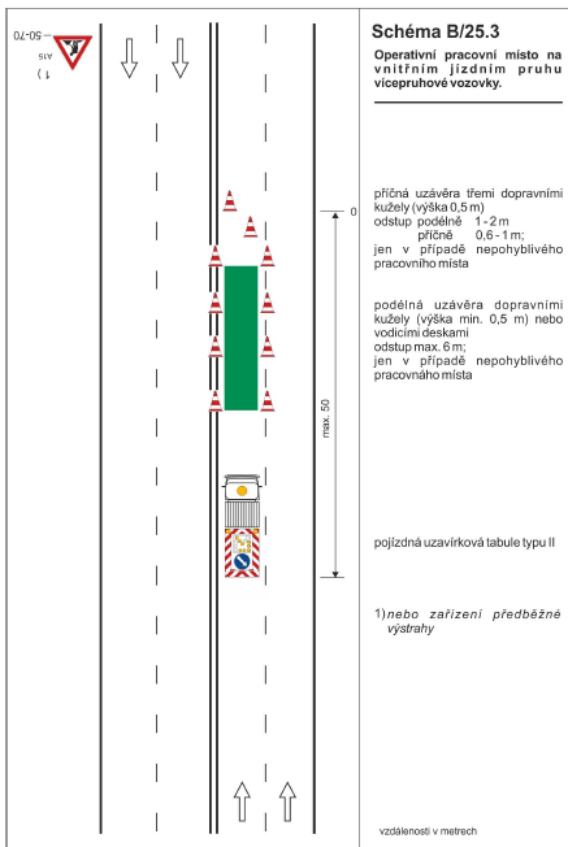 Schéma B/25.3
Operativní pracovní místo na
vnitřním jízdním pruhu
vícepruhové vozovky.
50-70
A15
1)
0
příčná uzávěra třemi dopravními
kužely (výška 0,5 m)
odstup podélně 1-2 m
příčně 0,6-1 m;
jen v případě nepohyblivého
pracovního místa
podélná uzávěra dopravními
kužely (výška min. 0,5 m) nebo
vodicími deskami
odstup max. 6 m;
jen v případě nepohyblivého
pracovnáho místa
max. 50
pojízdná uzavírková tabule typu II
1) nebo zařízení předběžné
výstrahy
vzdálenosti v metrech